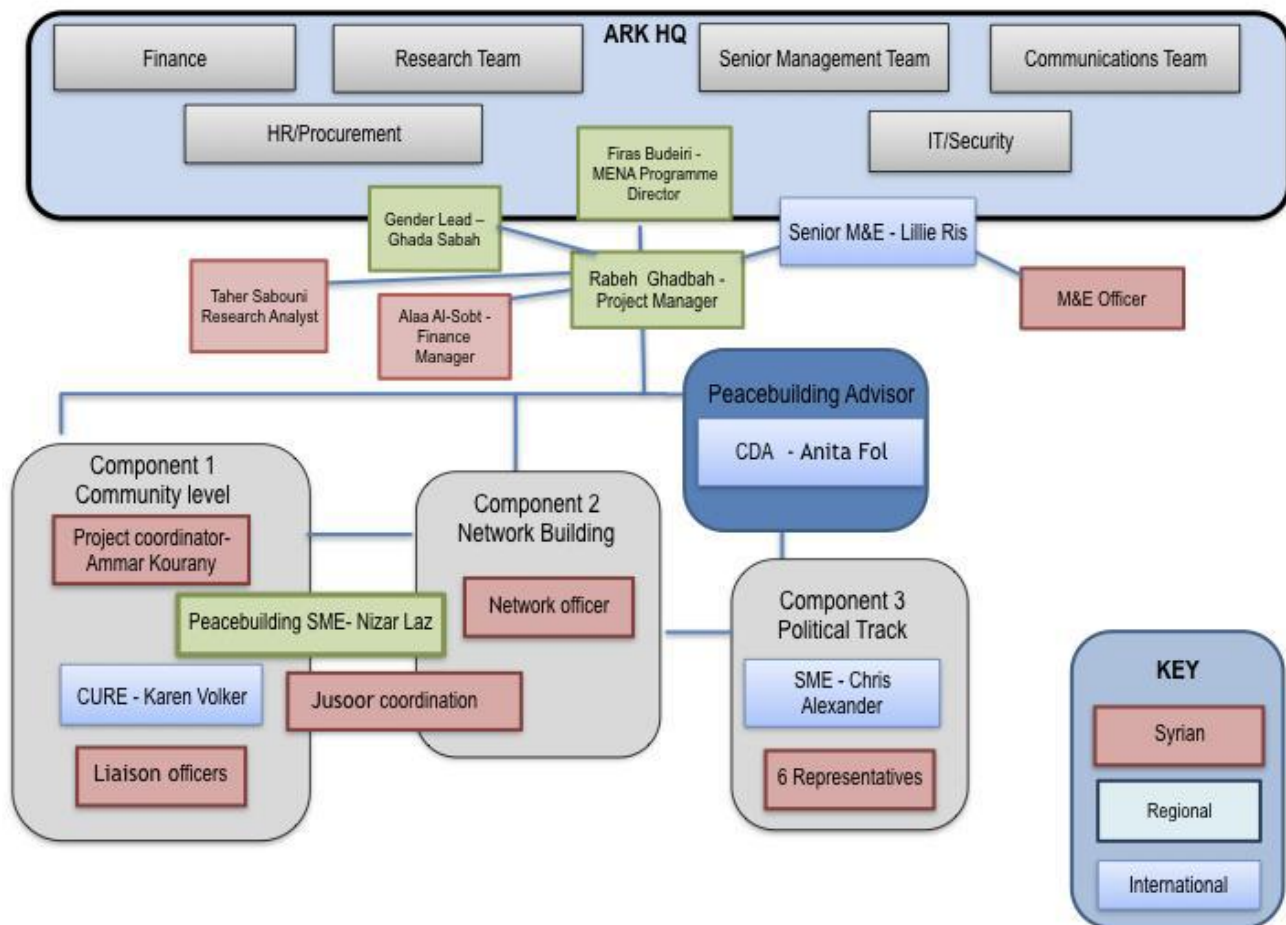 ARK HQ
Finance
Research Team
Senior Management Team
Communications Team
HR/Procurement
IT/Security
Firas Budeiri -
MENA Programme
Director
Gender Lead –
Ghada Sabah
Senior M&E - Lillie Ris
Rabeh Ghadbah -
Project Manager
Taher Sabouni
Research Analyst
Alaa Al-Sobt -
Finance
Manager
M&E Officer
Peacebuilding Advisor
CDA - Anita Fol
Component 1
Community level
Project coordinator-
Ammar Kourany
Peacebuilding SME- Nizar Laz
CURE - Karen Volker
Jusoor coordination
Liaison officers
Component 2
Network Building
Network officer
Component 3
Political Track
SME - Chris
Alexander
6 Representatives
KEY
Syrian
Regional
International